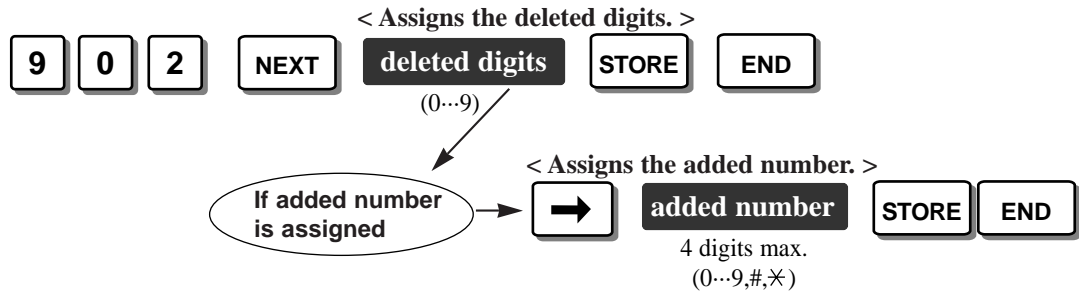 < Assigns the deleted digits. >
9 0 2 NEXT deleted digits STORE END
(0···9)
< Assigns the added number. >
If added number
is assigned
➞ added number STORE END
4 digits max.
(0···9,#,✳)